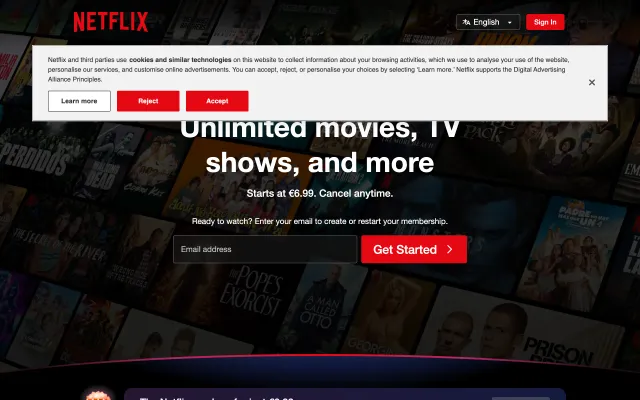 NETFLIX
English
Sign In
Netflix and third parties use cookies and similar technologies on this website to collect information about your browsing activities, which we use to analyse your use of the website,
personalise our services, and customise online advertisements. You can accept, reject, or personalise your choices by selecting 'Learn more.' Netflix supports the Digital Advertising
Alliance Principles.
Learn more
Reject
Accept
Unlimited movies, TV
shows, and more
Starts at €6.99. Cancel anytime.
Ready to watch? Enter your email to create or restart your membership.
Email address
Get Started
PERDIDOS
THE POPE'S
EXORCIST
A MAN
CALLED
OTTO
PRISON